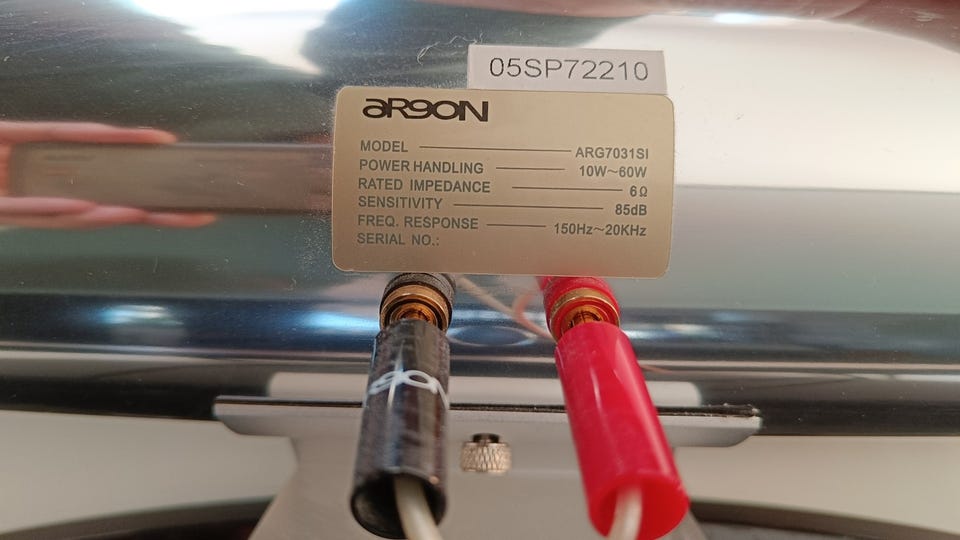 05SP72210
aRgON
MODEL ARG7031SI
POWER HANDLING 10W~60W
RATED IMPEDANCE 6Ω
SENSITIVITY 85dB
FREQ. RESPONSE 150Hz~20KHz
SERIAL NO.: